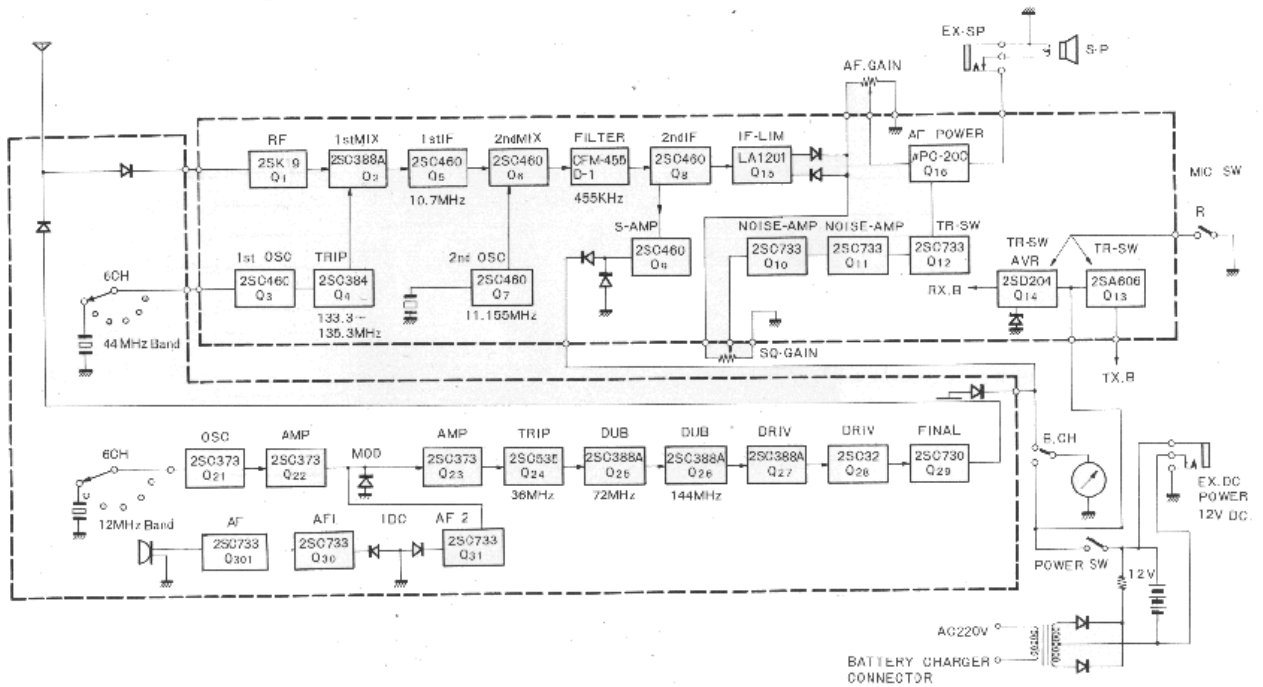 EX-SP
S·P
AF.GAIN
RF
1stMIX
1stIF
2ndMIX
FILTER
2ndIF
IF-LIM
AF POWER
2SK19
Q1
2SC388A
Q2
2SC460
Q5
2SC460
Q6
CFM-455
D-1
2SC460
Q8
LA1201
Q15
μPC-20C
Q16
10.7MHz
455KHz
MIC SW
R
S-AMP
NOISE-AMP
NOISE-AMP
TR-SW
1st OSC
TRIP
2nd OSC
2SC460
Q9
2SC733
Q10
2SC733
Q11
2SC733
Q12
TR-SW
AVR
TR-SW
6CH
2SC460
Q3
2SC384
Q4
2SC460
Q7
RX.B
2SD204
Q14
2SA606
Q13
133.3~
135.3MHz
11.155MHz
44MHz Band
SQ-GAIN
TX.B
OSC
AMP
MOD
AMP
TRIP
DUB
DUB
DRIV
DRIV
FINAL
B.CH
6CH
2SC373
Q21
2SC373
Q22
2SC373
Q23
2SC535
Q24
2SC388A
Q25
2SC388A
Q26
2SC388A
Q27
2SC32
Q28
2SC730
Q29
36MHz
72MHz
144MHz
EX.DC
POWER
12V DC.
12MHz Band
AF
AF1
IDC
AF 2
2SC733
Q301
2SC733
Q30
2SC733
Q31
POWER SW
12V
AC220V
BATTERY CHARGER
CONNECTOR